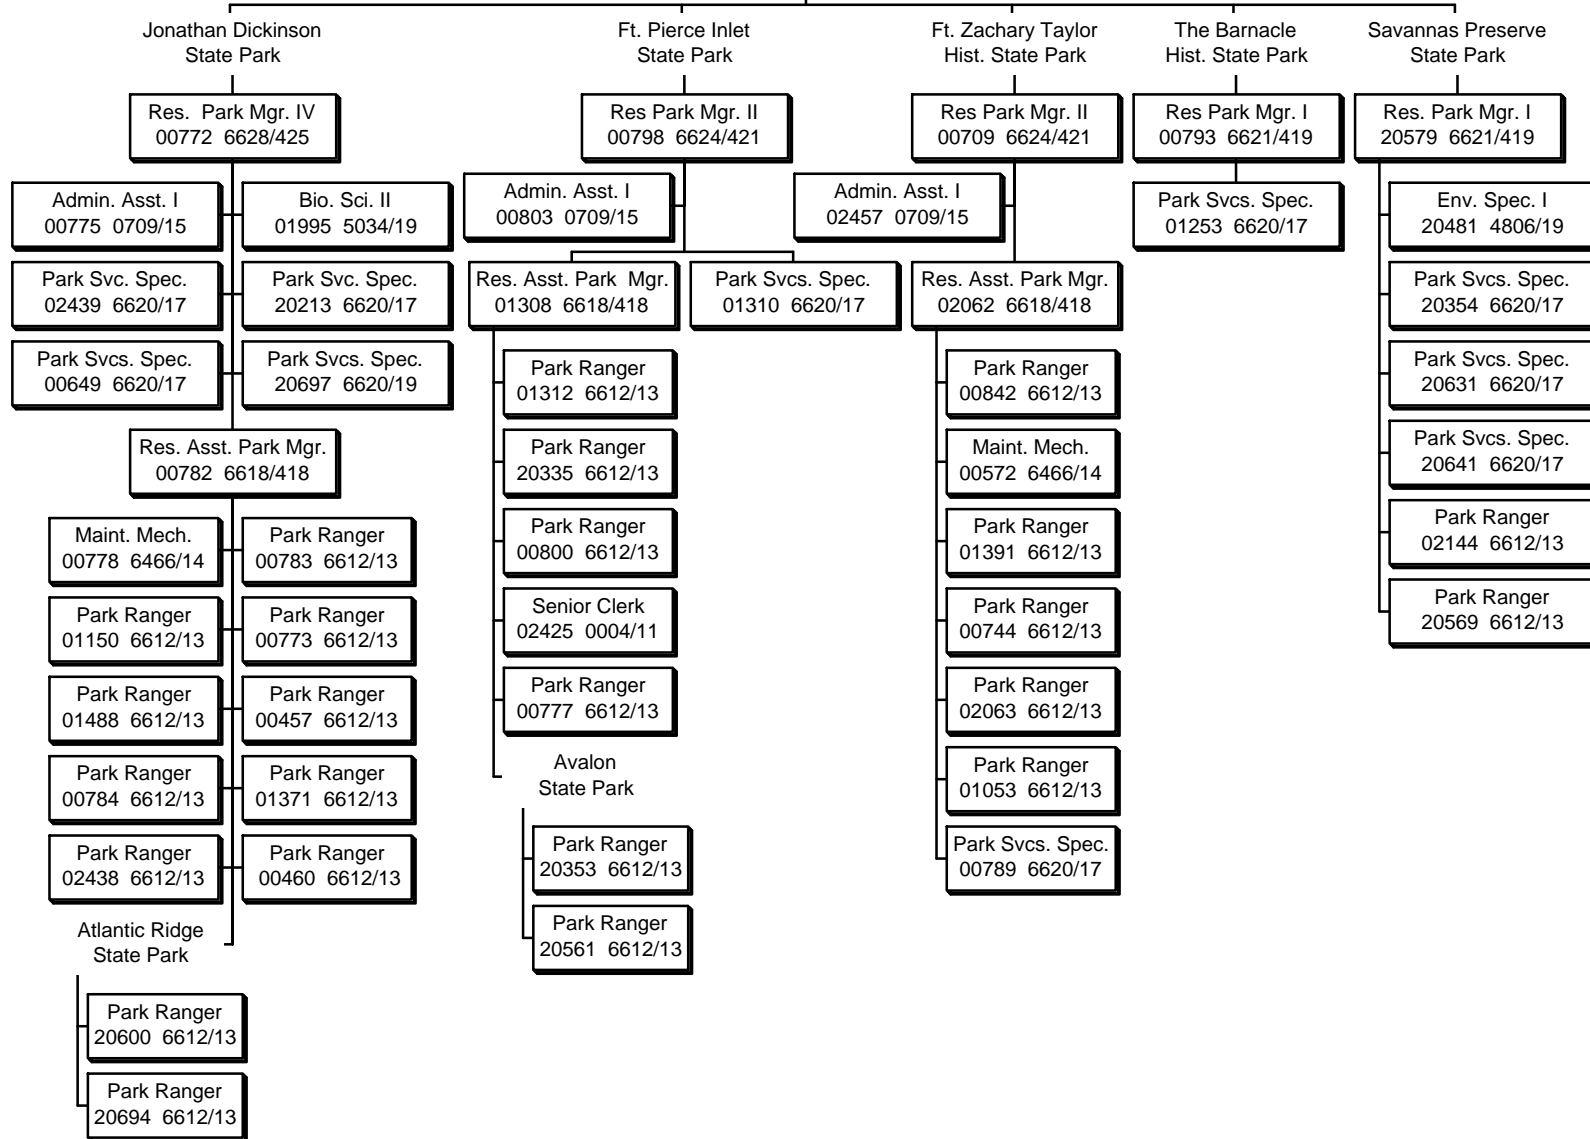 Jonathan Dickinson
State Park
Res.  Park Mgr. IV
00772  6628/425
Admin. Asst. I
00775  0709/15
Bio. Sci. II
01995  5034/19
Park Svc. Spec.
02439  6620/17
Park Svc. Spec.
20213  6620/17
Park Svcs. Spec.
00649  6620/17
Park Svcs. Spec.
20697  6620/19
Res. Asst. Park Mgr.
00782  6618/418
Maint. Mech.
00778  6466/14
Park Ranger
00783  6612/13
Park Ranger
01150  6612/13
Park Ranger
00773  6612/13
Park Ranger
01488  6612/13
Park Ranger
00457  6612/13
Park Ranger
00784  6612/13
Park Ranger
01371  6612/13
Park Ranger
02438  6612/13
Park Ranger
00460  6612/13
Atlantic Ridge
State Park
Park Ranger
20600  6612/13
Park Ranger
20694  6612/13
Ft. Pierce Inlet
State Park
Res Park Mgr. II
00798  6624/421
Admin. Asst. I
00803  0709/15
Res. Asst. Park  Mgr.
01308  6618/418
Park Svcs. Spec.
01310  6620/17
Park Ranger
01312  6612/13
Park Ranger
20335  6612/13
Park Ranger
00800  6612/13
Senior Clerk
02425  0004/11
Park Ranger
00777  6612/13
Avalon
State Park
Park Ranger
20353  6612/13
Park Ranger
20561  6612/13
Ft. Zachary Taylor
Hist. State Park
Res Park Mgr. II
00709  6624/421
Admin. Asst. I
02457  0709/15
Res. Asst. Park Mgr.
02062  6618/418
Park Ranger
00842  6612/13
Maint. Mech.
00572  6466/14
Park Ranger
01391  6612/13
Park Ranger
00744  6612/13
Park Ranger
02063  6612/13
Park Ranger
01053  6612/13
Park Svcs. Spec.
00789  6620/17
The Barnacle
Hist. State Park
Res Park Mgr. I
00793  6621/419
Park Svcs. Spec.
01253  6620/17
Savannas Preserve
State Park
Res. Park Mgr. I
20579  6621/419
Env. Spec. I
20481  4806/19
Park Svcs. Spec.
20354  6620/17
Park Svcs. Spec.
20631  6620/17
Park Svcs. Spec.
20641  6620/17
Park Ranger
02144  6612/13
Park Ranger
20569  6612/13